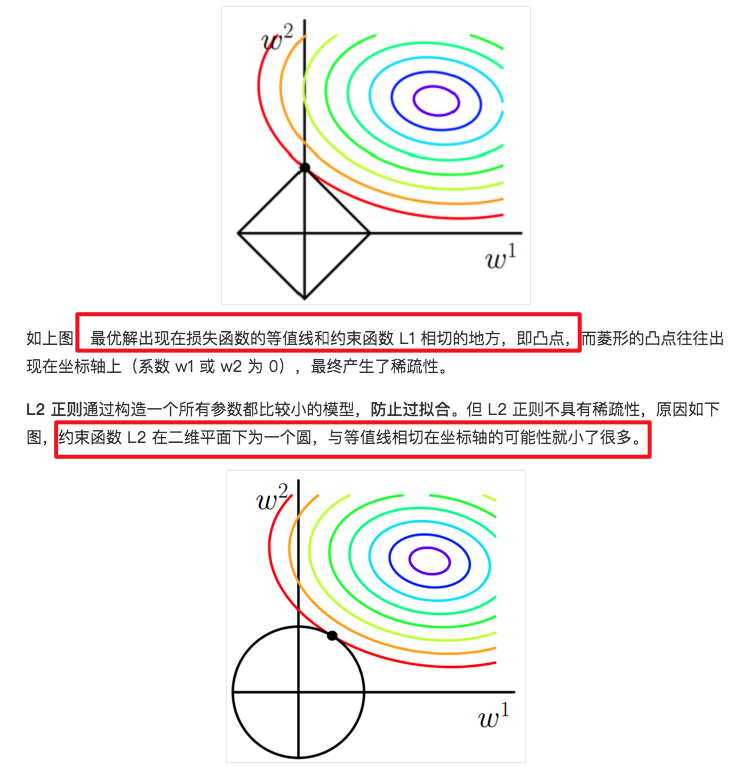 w²
w¹
如上图，最优解出现在损失函数的等值线和约束函数 L1 相切的地方，即凸点，而菱形的凸点往往出
现在坐标轴上（系数 w1 或 w2 为 0），最终产生了稀疏性。
L2 正则通过构造一个所有参数都比较小的模型，防止过拟合。但 L2 正则不具有稀疏性，原因如下
图，约束函数 L2 在二维平面下为一个圆，与等值线相切在坐标轴的可能性就小了很多。
w²
w¹